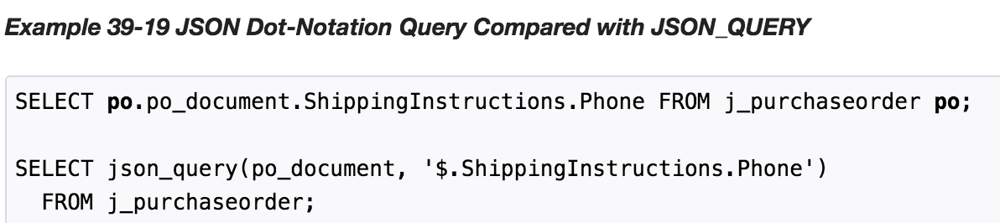 Example 39-19 JSON Dot-Notation Query Compared with JSON_QUERY
SELECT po.po_document.ShippingInstructions.Phone FROM j_purchaseorder po;
SELECT json_query(po_document, '$.ShippingInstructions.Phone')
  FROM j_purchaseorder;